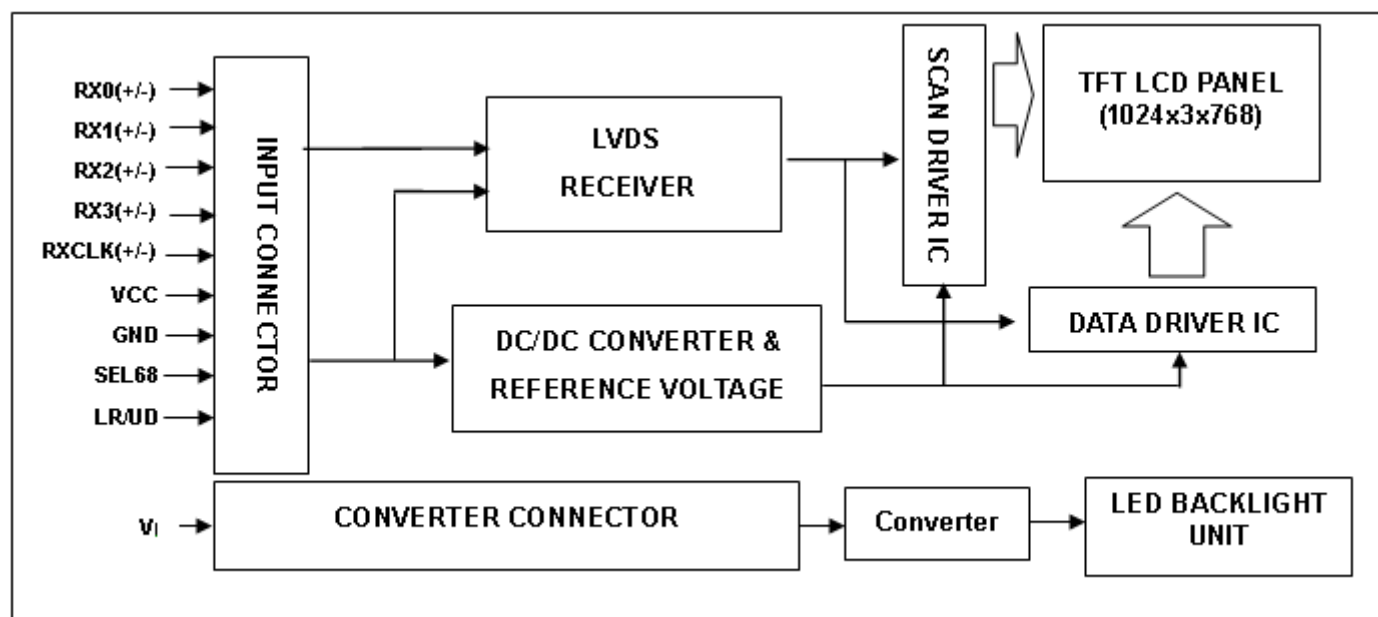 RX0(+/-)
RX1(+/-)
RX2(+/-)
RX3(+/-)
RXCLK(+/-)
VCC
GND
SEL68
LR/UD
INPUT CONNECTOR
LVDS
RECEIVER
DC/DC CONVERTER &
REFERENCE VOLTAGE
SCAN DRIVER IC
TFT LCD PANEL
(1024x3x768)
DATA DRIVER IC
VI
CONVERTER CONNECTOR
Converter
LED BACKLIGHT
UNIT